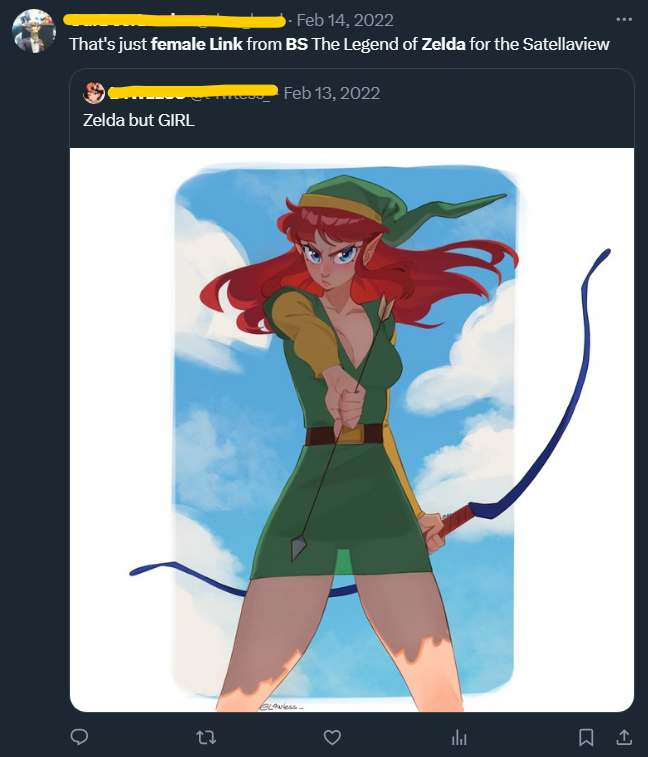 · Feb 14, 2022
That's just female Link from BS The Legend of Zelda for the Satellaview
· Feb 13, 2022
Zelda but GIRL